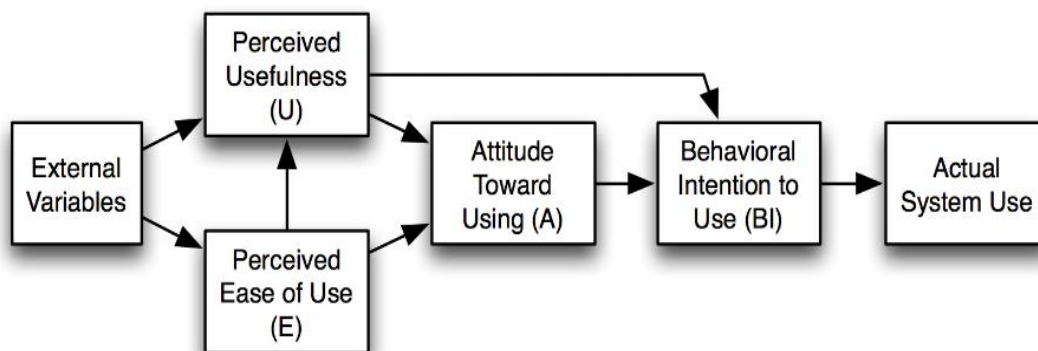 External
Variables
Perceived
Usefulness
(U)
Perceived
Ease of Use
(E)
Attitude
Toward
Using (A)
Behavioral
Intention to
Use (BI)
Actual
System Use